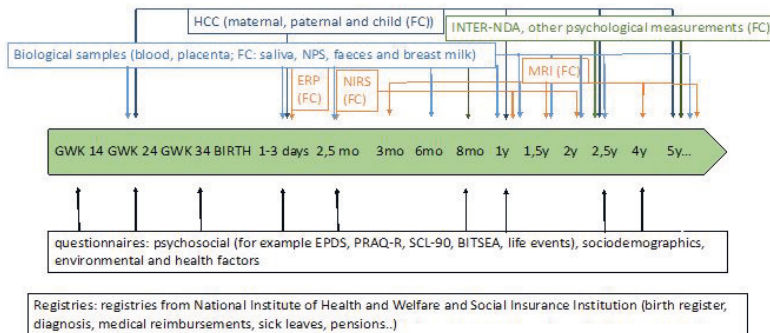 HCC (maternal, paternal and child (FC))
INTER-NDA, other psychological measurements (FC)
Biological samples (blood, placenta; FC: saliva, NPS, faeces and breast milk)
ERP
(FC)
NIRS
(FC)
MRI (FC)
GWK 14 GWK 24 GWK 34 BIRTH 1-3 days 2,5 mo 3mo 6mo 8mo 1y 1,5y 2y 2,5y 4y 5y...
questionnaires: psychosocial (for example EPDS, PRAQ-R, SCL-90, BITSEA, life events), sociodemographics,
environmental and health factors
Registries: registries from National Institute of Health and Welfare and Social Insurance Institution (birth register,
diagnosis, medical reimbursements, sick leaves, pensions..)